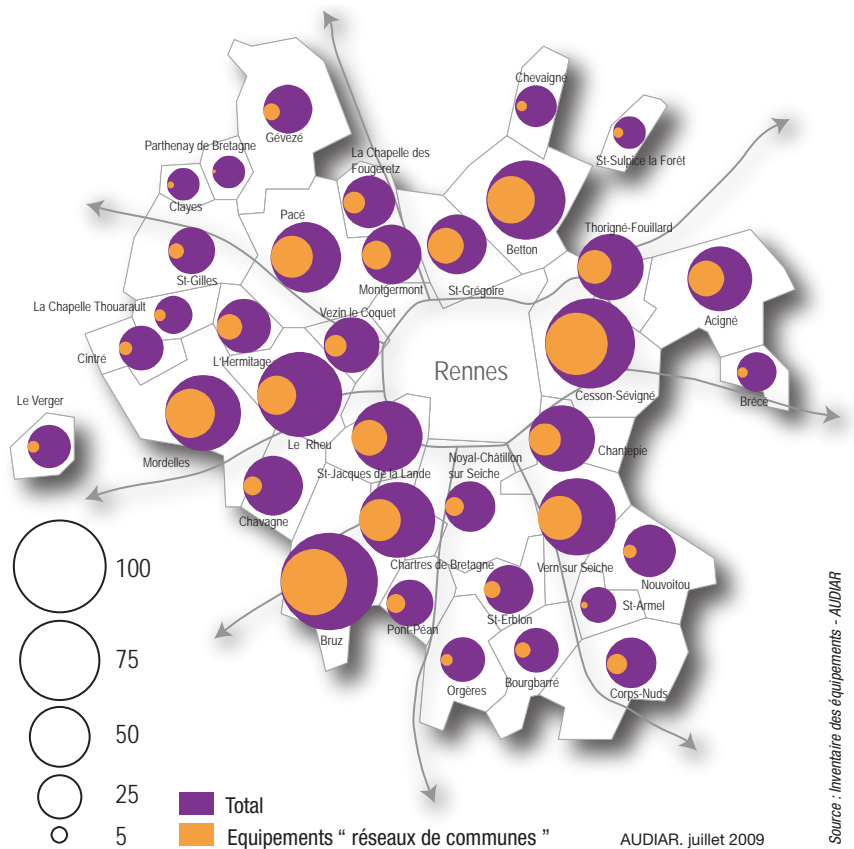 Chevaigné
Gévezé
Parthenay de Bretagne
La Chapelle des
Fougeretz
St-Sulpice la Forêt
Clayes
Pacé
Betton
Thorigné-Fouillard
St-Gilles
Montgermont
St-Grégoire
La Chapelle Thouarault
Vezin le Coquet
Acigné
Cintré
L'Hermitage
Rennes
Cesson-Sévigné
Brécé
Le Verger
Mordelles
Le Rheu
St-Jacques de la Lande
Noyal-Châtillon
sur Seiche
Chantepie
Chavagne
Chartres de Bretagne
Vern sur Seiche
Nouvoitou
St-Armel
St-Erblon
Pont-Péan
Bruz
Orgères
Bourgbarré
Corps-Nuds
100
75
50
25
5
Total
Equipements “ réseaux de communes ”
AUDIAR. juillet 2009
Source : Inventaire des équipements - AUDIAR